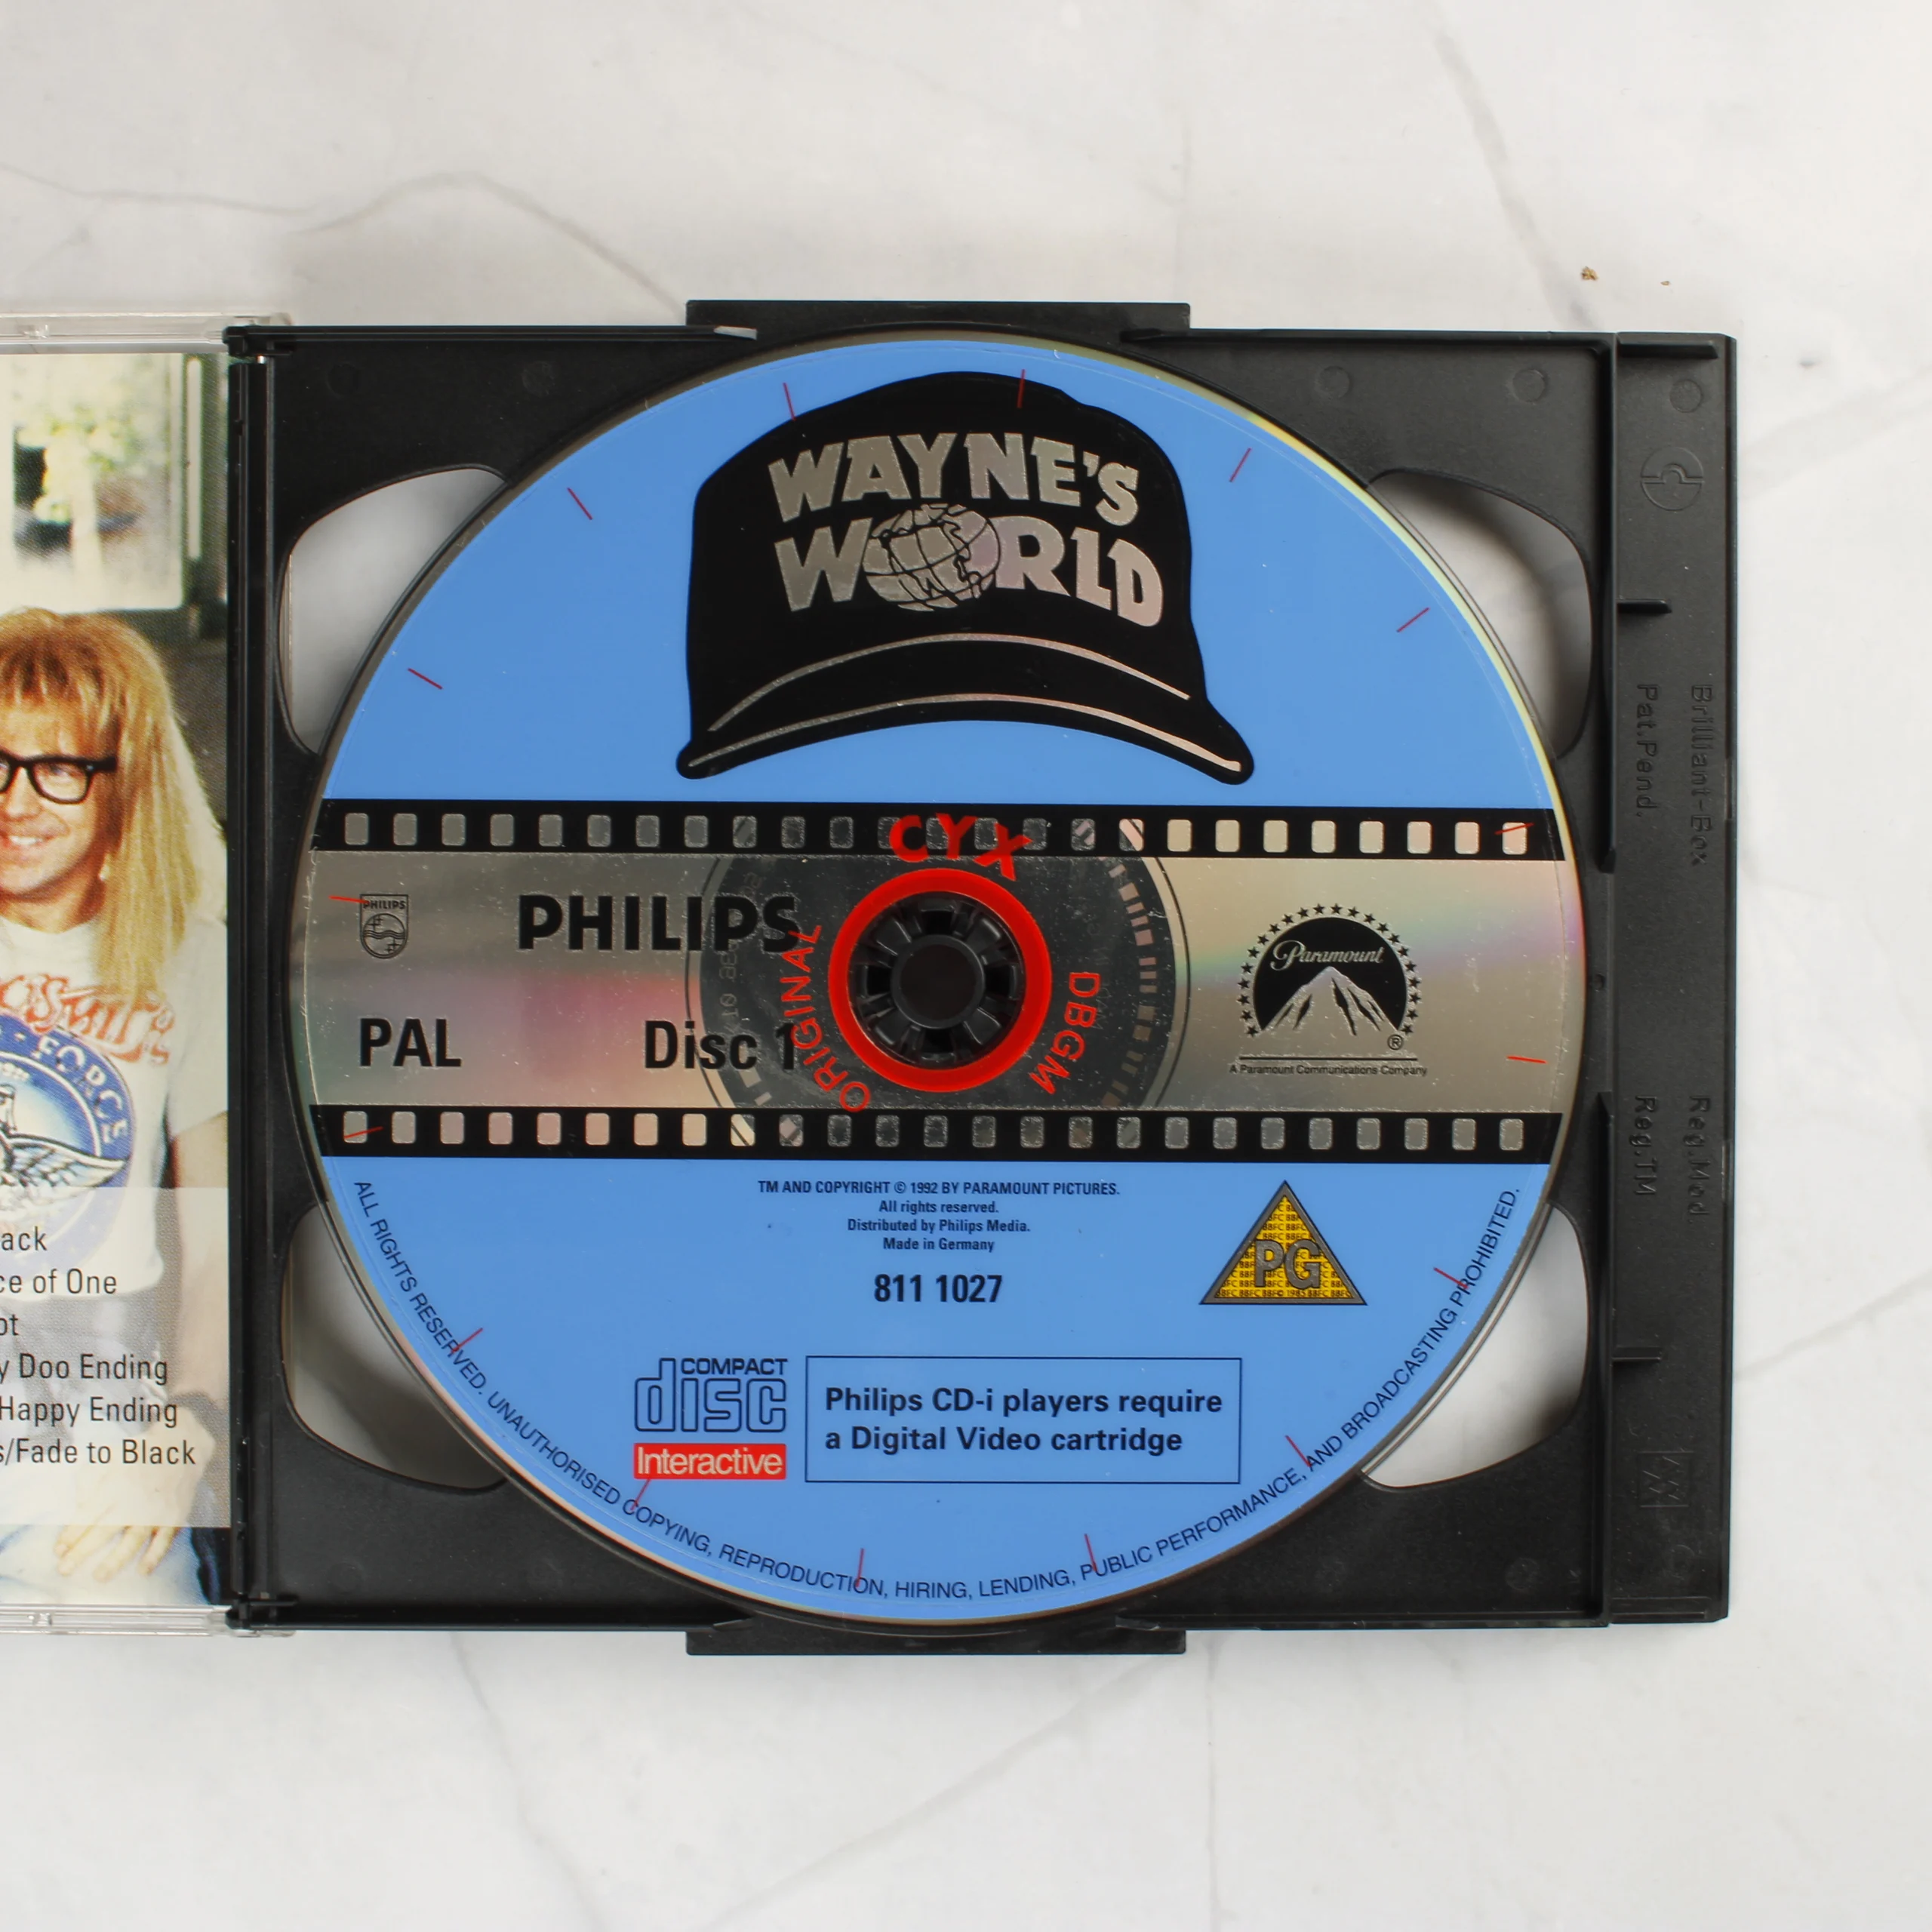 WAYNE'S
WORLD
CYX
PHILIPS
PHILIPS
ORIGINAL
DBGM
Paramount
®
A Paramount Communications Company
PAL
Disc 1
TM AND COPYRIGHT © 1992 BY PARAMOUNT PICTURES.
All rights reserved.
Distributed by Philips Media.
Made in Germany
811 1027
PG
COMPACT
disc
Interactive
Philips CD-i players require
a Digital Video cartridge
ALL RIGHTS RESERVED. UNAUTHORISED COPYING, REPRODUCTION, HIRING, LENDING, PUBLIC PERFORMANCE, AND BROADCASTING PROHIBITED.
Brilliant-Box
Pat.Pend.
Reg.Mod.
Reg.TM
FORCE
ack
ce of One
ot
y Doo Ending
Happy Ending
s/Fade to Black